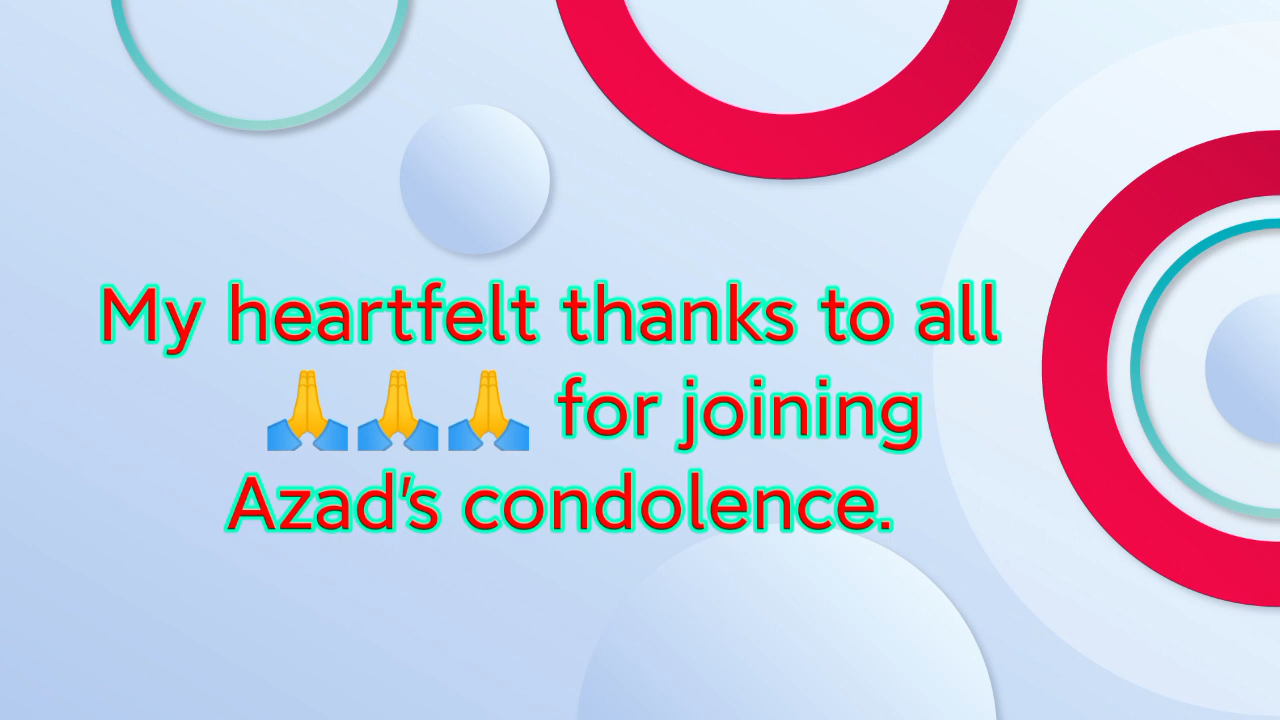 My heartfelt thanks to all
🙏🙏🙏 for joining
Azad's condolence.